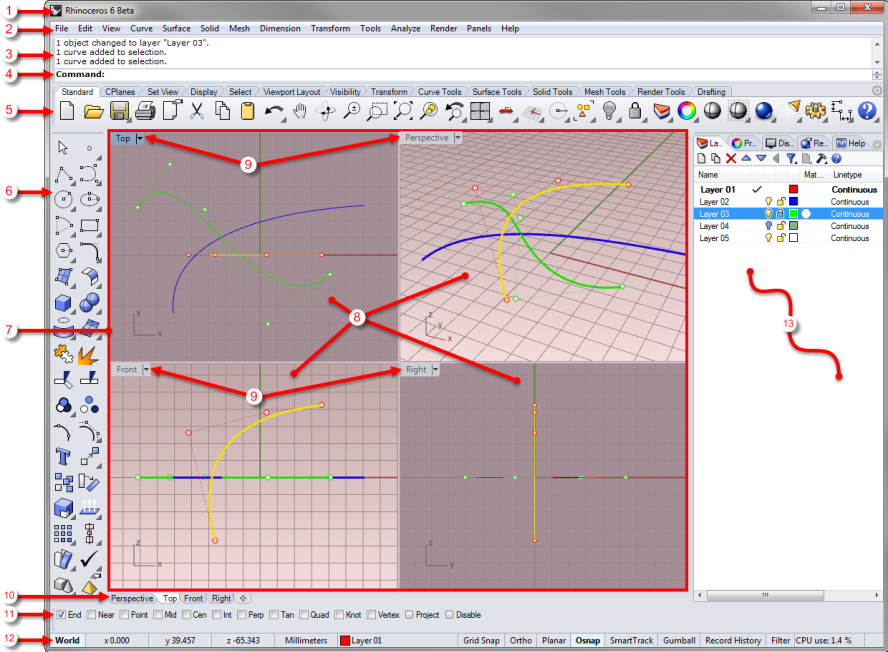 1 Rhinoceros 6 Beta
2 File Edit View Curve Surface Solid Mesh Dimension Transform Tools Analyze Render Panels Help
1 object changed to layer "Layer 03".
3 1 curve added to selection.
1 curve added to selection.
4 Command:
Standard CPlanes Set View Display Select Viewport Layout Visibility Transform Curve Tools Surface Tools Solid Tools Mesh Tools Render Tools Drafting
5
Top 9 Perspective
La.. Pr... Dis.. Re.. Help
Name Mat... Linetype
Layer 01 Continuous
6
Layer 02 Continuous
Layer 03 Continuous
Layer 04 Continuous
Layer 05 Continuous
7 8 13
y x z y x
Front 9 Right
z x z y
10 Perspective Top Front Right
11 End Near Point Mid Cen Int Perp Tan Quad Knot Vertex Project Disable
12 World x 0.000 y 39.457 z -65.343 Millimeters Layer 01 Grid Snap Ortho Planar Osnap SmartTrack Gumball Record History Filter CPU use: 1.4 %